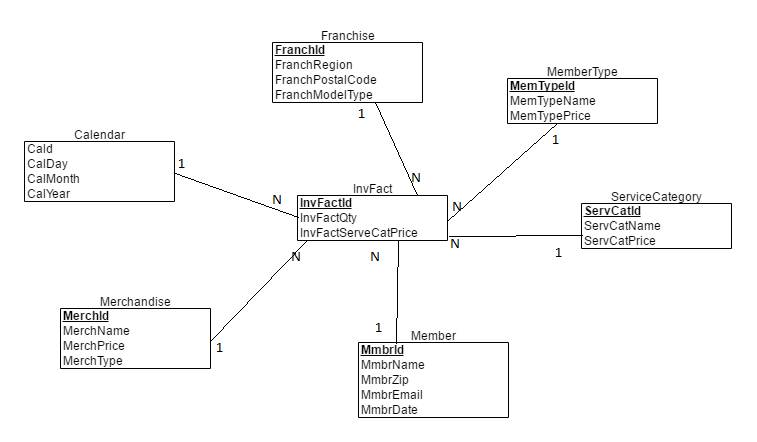 Franchise
FranchId
FranchRegion
FranchPostalCode
FranchModelType
1
MemberType
MemTypeId
MemTypeName
MemTypePrice
1
Calendar
Cald
CalDay
CalMonth
CalYear
1
N
N
InvFact
InvFactId
InvFactQty
InvFactServeCatPrice
N
N
N
N
ServiceCategory
ServCatId
ServCatName
ServCatPrice
1
Merchandise
MerchId
MerchName
MerchPrice
MerchType
1
1
Member
MmbrId
MmbrName
MmbrZip
MmbrEmail
MmbrDate